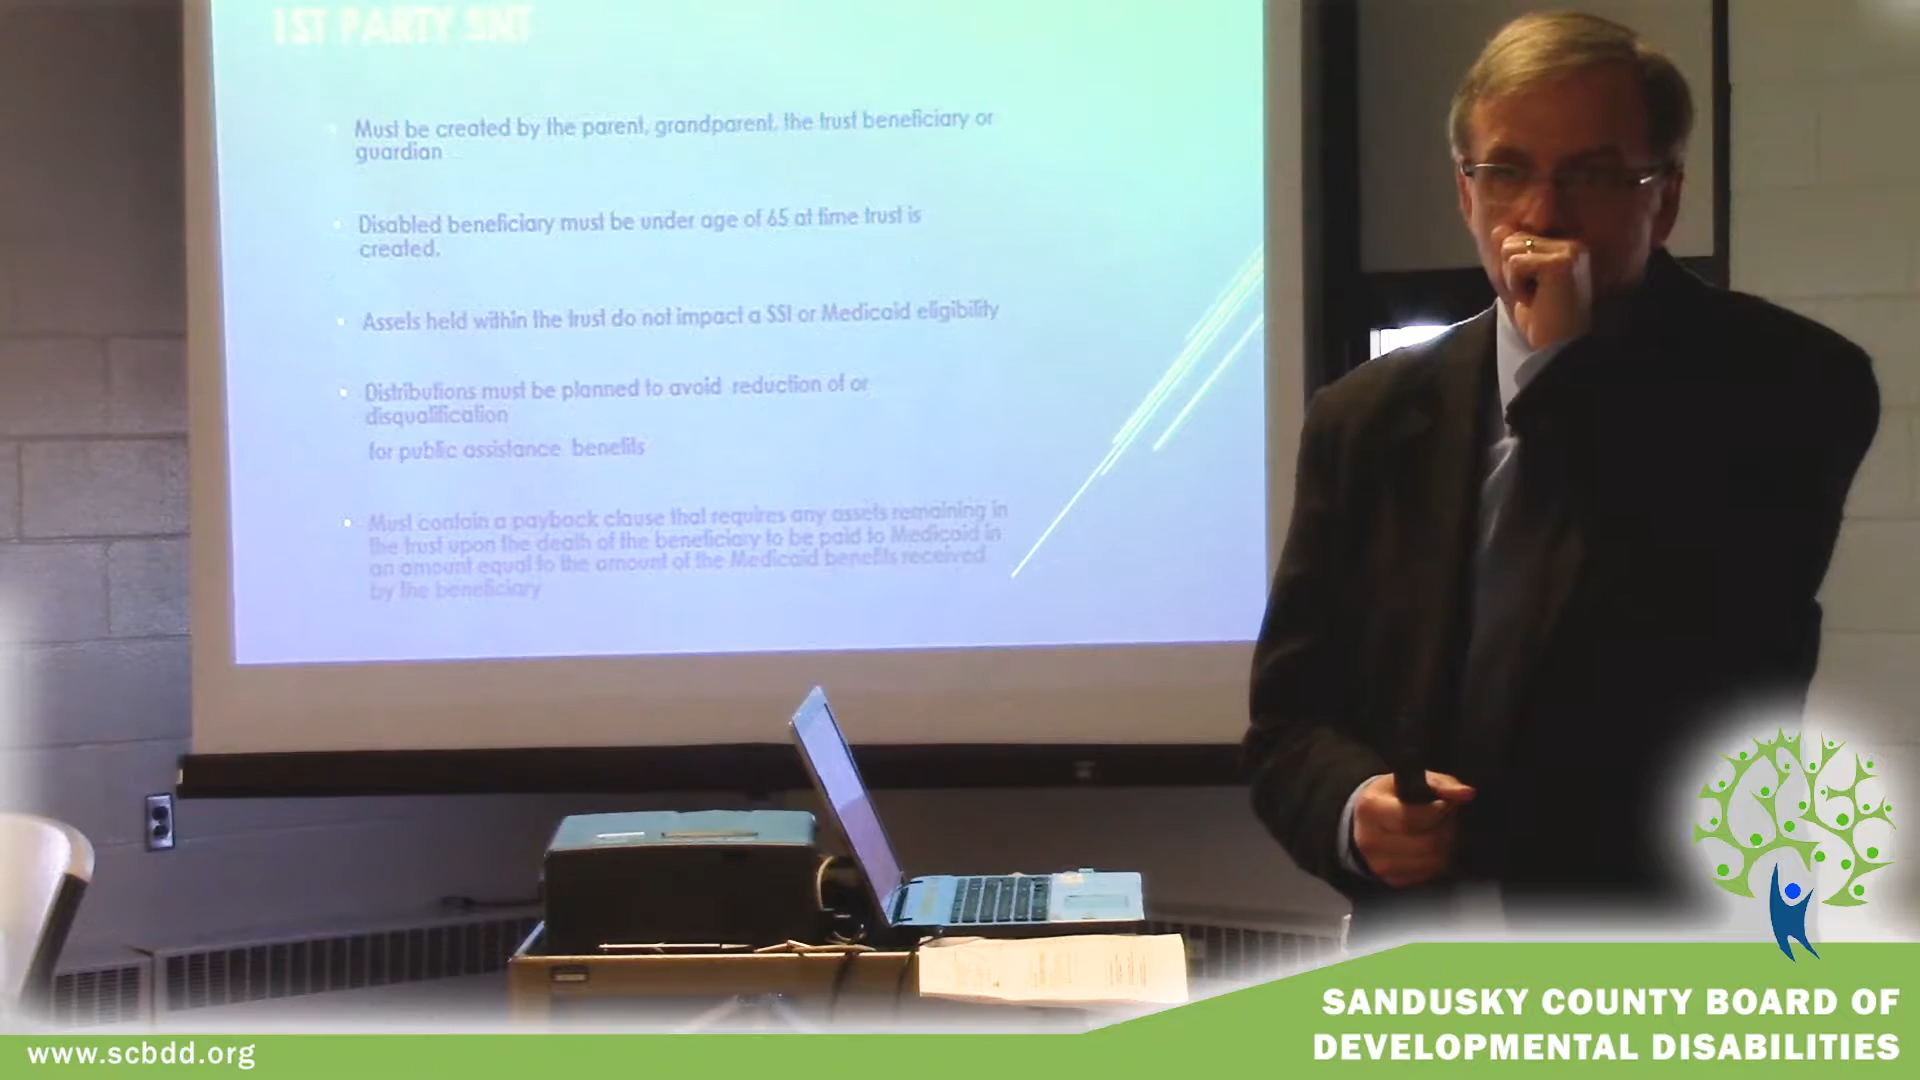 1ST PARTY SNT
Must be created by the parent, grandparent, the trust beneficiary or
guardian
Disabled beneficiary must be under age of 65 at time trust is
created.
Assets held within the trust do not impact a SSI or Medicaid eligibility
Distributions must be planned to avoid reduction of or
disqualification
for public assistance benefits
Must contain a payback clause that requires any assets remaining in
the trust upon the death of the beneficiary to be paid to Medicaid in
an amount equal to the amount of the Medicaid benefits received
by the beneficiary
SANDUSKY COUNTY BOARD OF
DEVELOPMENTAL DISABILITIES
www.scbdd.org